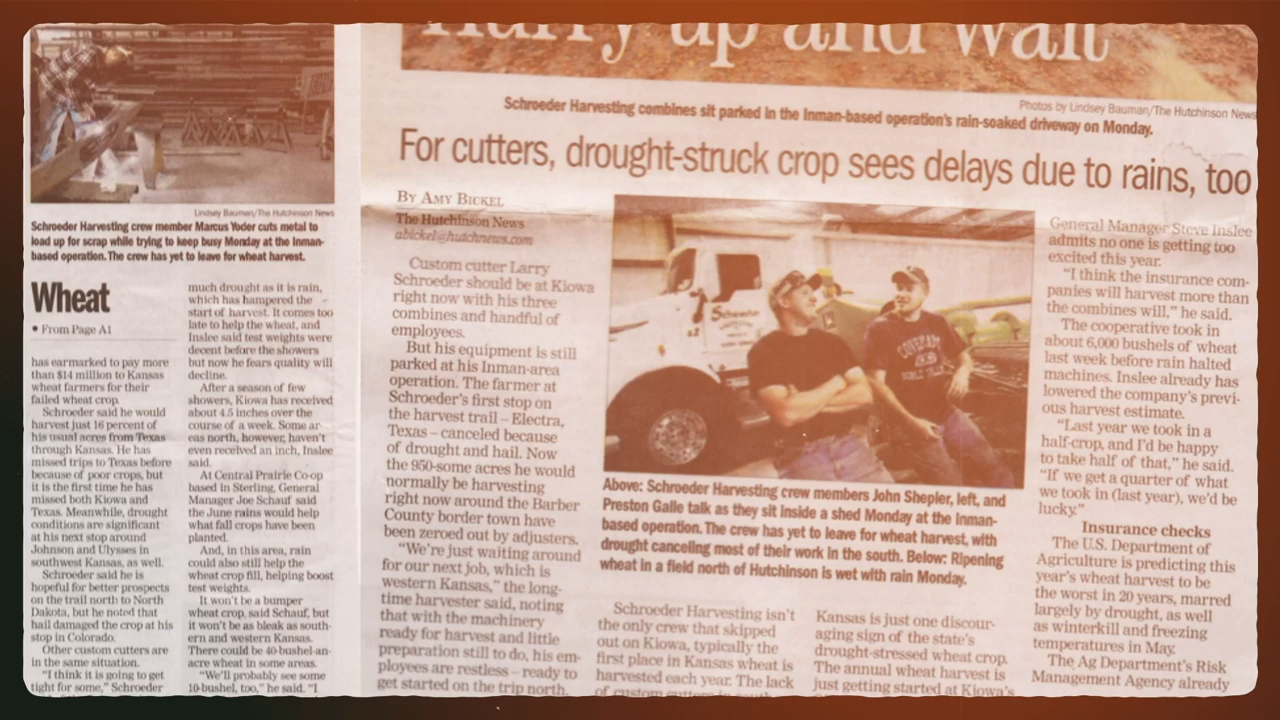 Hurry up and wait
Photos by Lindsey Bauman/The Hutchinson News
Schroeder Harvesting combines sit parked in the Inman-based operation's rain-soaked driveway on Monday.
For cutters, drought-struck crop sees delays due to rains, too
By Amy Bickel
The Hutchinson News
abickel@hutchnews.com
Custom cutter Larry
Schroeder should be at Kiowa
right now with his three
combines and handful of
employees.
But his equipment is still
parked at his Inman-area
operation. The farmer at
Schroeder's first stop on
the harvest trail – Electra,
Texas – canceled because
of drought and hail. Now
the 950-some acres he would
normally be harvesting
right now around the Barber
County border town have
been zeroed out by adjusters.
"We're just waiting around
for our next job, which is
western Kansas," the long-
time harvester said, noting
that with the machinery
ready for harvest and little
preparation still to do, his em-
ployees are restless – ready to
get started on the trip north.
Schroeder
COVENANT
Above: Schroeder Harvesting crew members John Shepler, left, and
Preston Galle talk as they sit inside a shed Monday at the Inman-
based operation. The crew has yet to leave for wheat harvest, with
drought canceling most of their work in the south. Below: Ripening
wheat in a field north of Hutchinson is wet with rain Monday.
Schroeder Harvesting isn't
the only crew that skipped
out on Kiowa, typically the
first place in Kansas wheat is
harvested each year. The lack
of custom cutters in
Kansas is just one discour-
aging sign of the state's
drought-stressed wheat crop.
The annual wheat harvest is
just getting started at Kiowa's
General Manager Steve Inslee
admits no one is getting too
excited this year.
"I think the insurance com-
panies will harvest more than
the combines will," he said.
The cooperative took in
about 6,000 bushels of wheat
last week before rain halted
machines. Inslee already has
lowered the company's previ-
ous harvest estimate.
"Last year we took in a
half-crop, and I'd be happy
to take half of that," he said.
"If we get a quarter of what
we took in (last year), we'd be
lucky."
Insurance checks
The U.S. Department of
Agriculture is predicting this
year's wheat harvest to be
the worst in 20 years, marred
largely by drought, as well
as winterkill and freezing
temperatures in May.
The Ag Department's Risk
Management Agency already
Lindsey Bauman/The Hutchinson News
Schroeder Harvesting crew member Marcus Yoder cuts metal to
load up for scrap while trying to keep busy Monday at the Inman-
based operation. The crew has yet to leave for wheat harvest.
Wheat
• From Page A1
has earmarked to pay more
than $14 million to Kansas
wheat farmers for their
failed wheat crop.
Schroeder said he would
harvest just 16 percent of
his usual acres from Texas
through Kansas. He has
missed trips to Texas before
because of poor crops, but
it is the first time he has
missed both Kiowa and
Texas. Meanwhile, drought
conditions are significant
at his next stop around
Johnson and Ulysses in
southwest Kansas, as well.
Schroeder said he is
hopeful for better prospects
on the trail north to North
Dakota, but he noted that
hail damaged the crop at his
stop in Colorado.
Other custom cutters are
in the same situation.
"I think it is going to get
tight for some," Schroeder
much drought as it is rain,
which has hampered the
start of harvest. It comes too
late to help the wheat, and
Inslee said test weights were
decent before the showers
but now he fears quality will
decline.
After a season of few
showers, Kiowa has received
about 4.5 inches over the
course of a week. Some ar-
eas north, however, haven't
even received an inch, Inslee
said.
At Central Prairie Co-op
based in Sterling, General
Manager Joe Schauf said
the June rains would help
what fall crops have been
planted.
And, in this area, rain
could also still help the
wheat crop fill, helping boost
test weights.
It won't be a bumper
wheat crop, said Schauf, but
it won't be as bleak as south-
ern and western Kansas.
There could be 40-bushel-an-
acre wheat in some areas.
"We'll probably see some
10-bushel, too," he said. "I